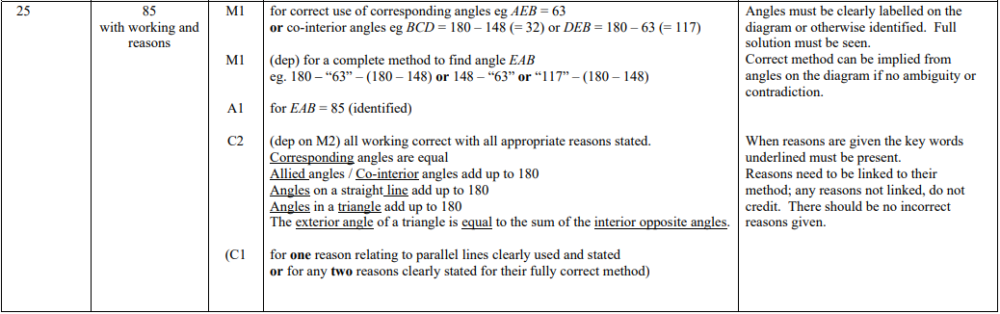 25
85
with working and
reasons
M1
for correct use of corresponding angles eg AEB = 63
or co-interior angles eg BCD = 180 – 148 (= 32) or DEB = 180 – 63 (= 117)
M1
(dep) for a complete method to find angle EAB
eg. 180 – “63” – (180 – 148) or 148 – “63” or “117” – (180 – 148)
A1
for EAB = 85 (identified)
C2
(dep on M2) all working correct with all appropriate reasons stated.
Corresponding angles are equal
Allied angles / Co-interior angles add up to 180
Angles on a straight line add up to 180
Angles in a triangle add up to 180
The exterior angle of a triangle is equal to the sum of the interior opposite angles.
(C1
for one reason relating to parallel lines clearly used and stated
or for any two reasons clearly stated for their fully correct method)
Angles must be clearly labelled on the
diagram or otherwise identified. Full
solution must be seen.
Correct method can be implied from
angles on the diagram if no ambiguity or
contradiction.
When reasons are given the key words
underlined must be present.
Reasons need to be linked to their
method; any reasons not linked, do not
credit. There should be no incorrect
reasons given.